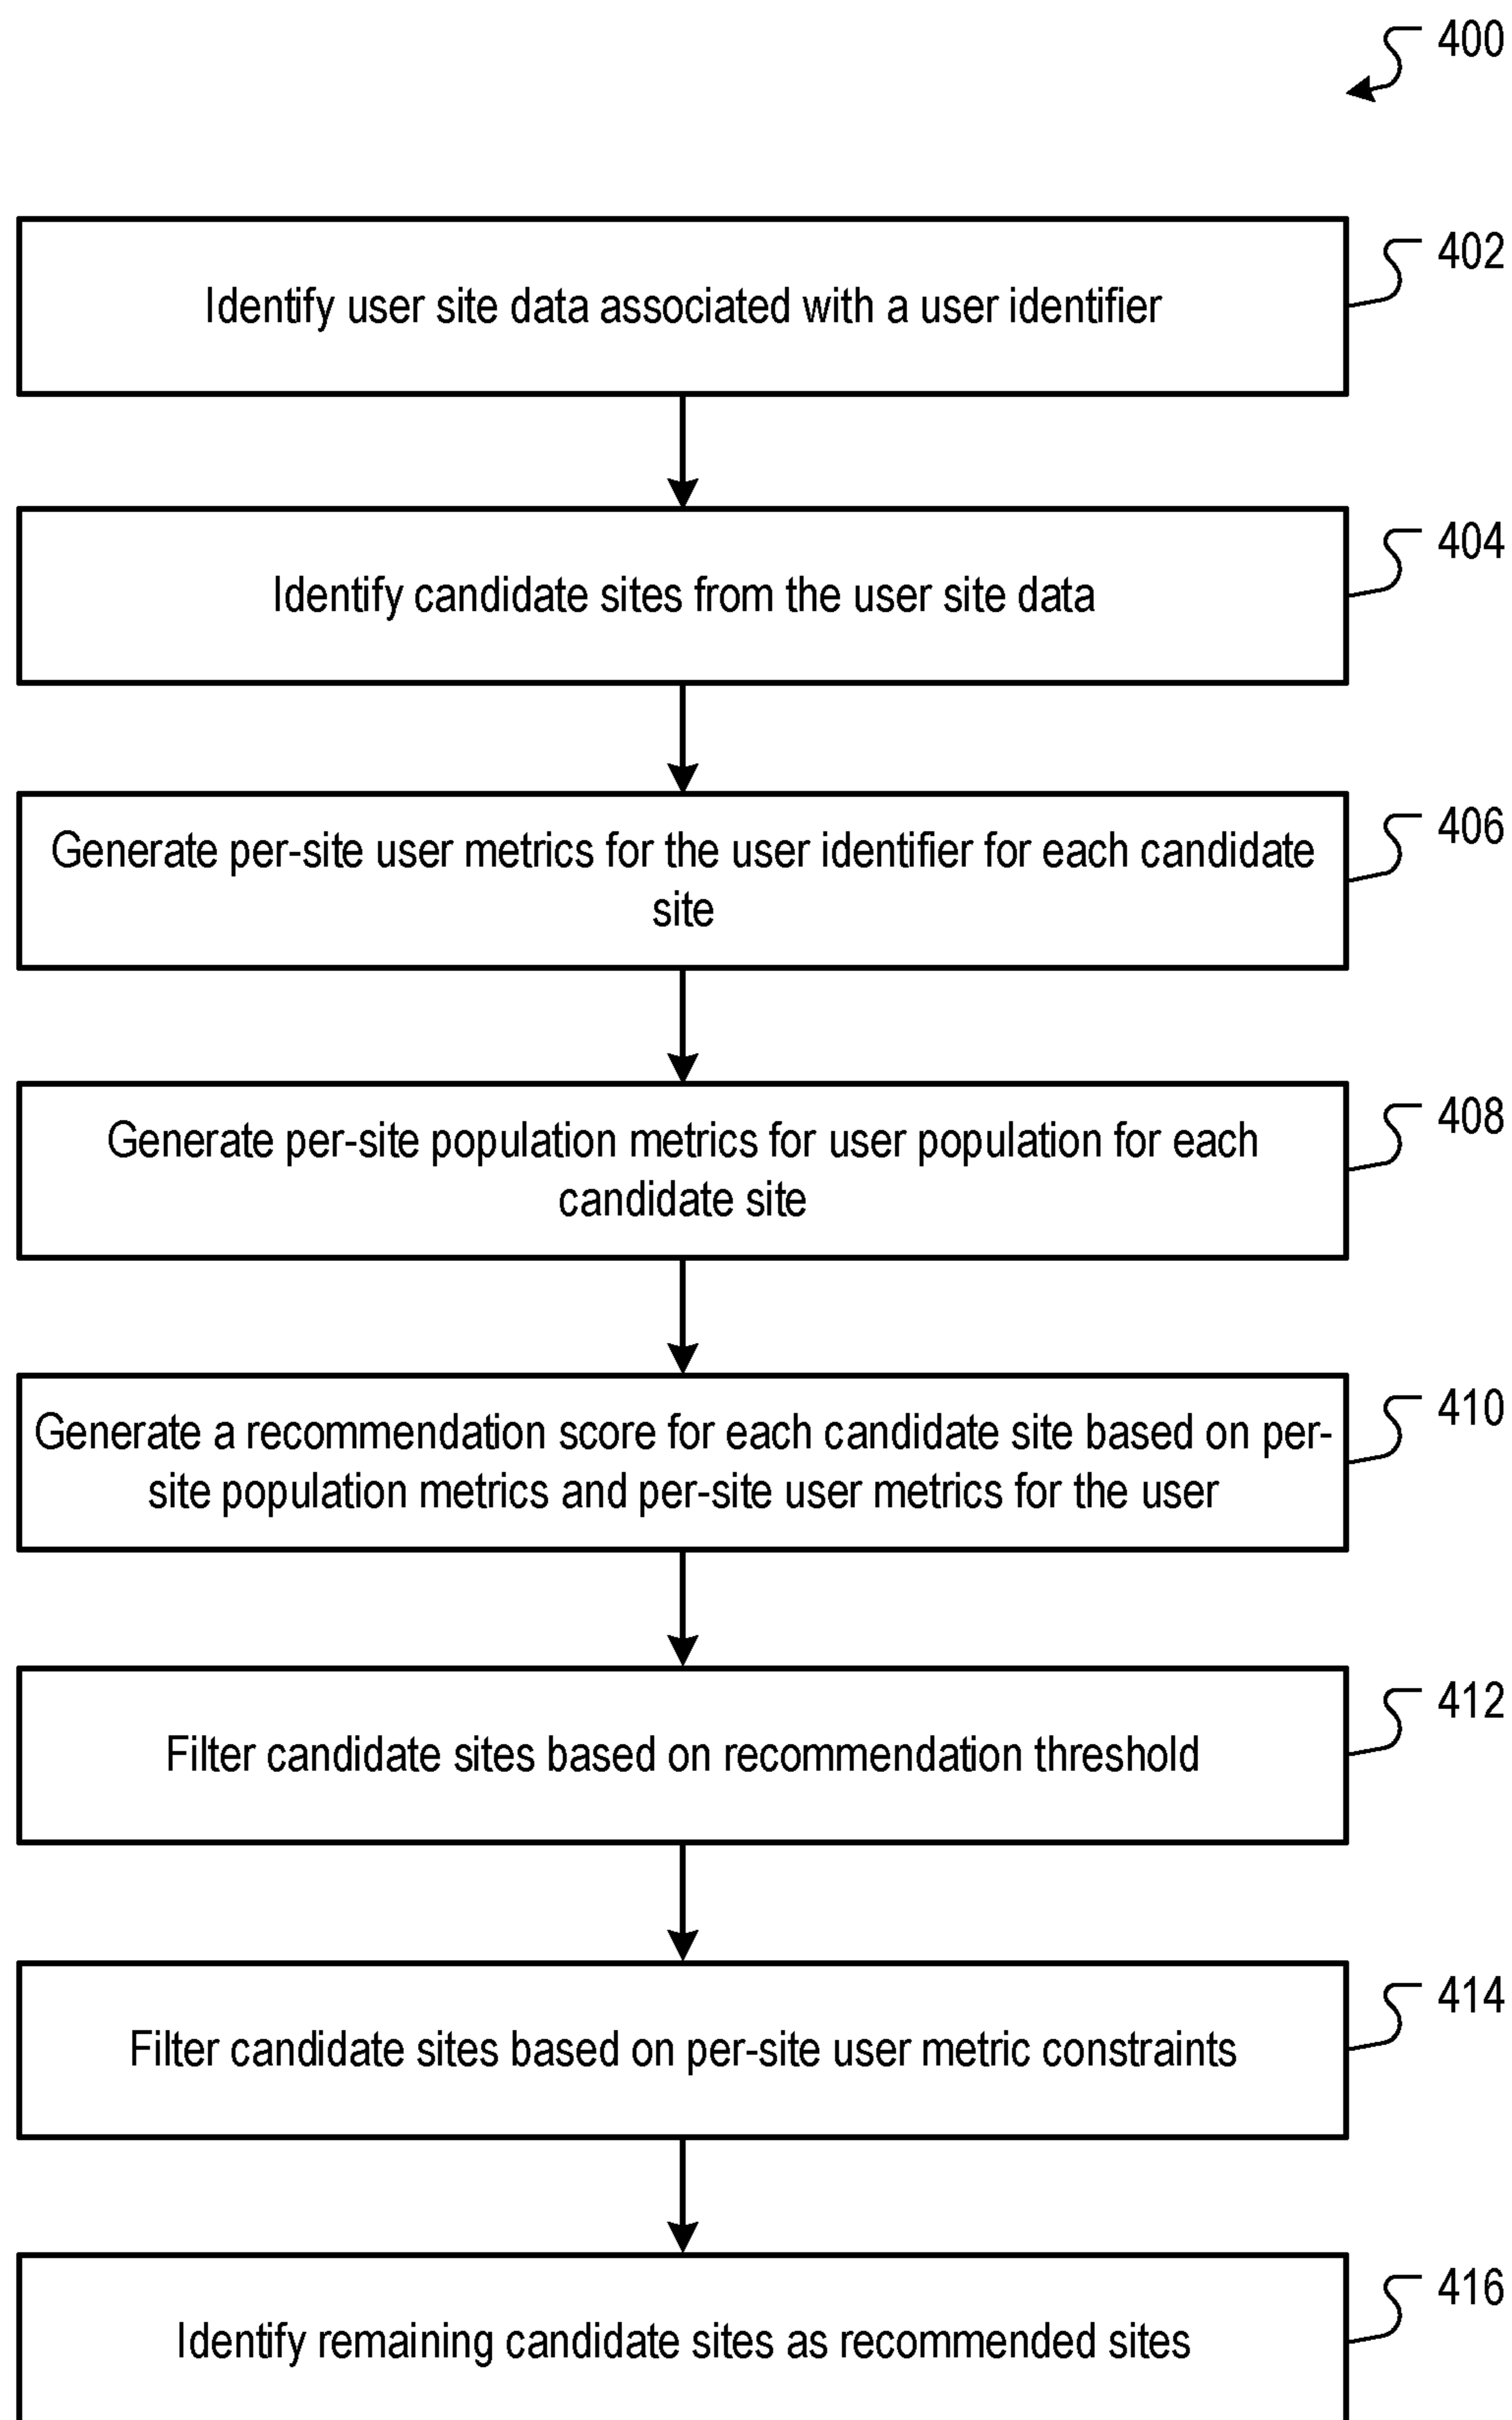 400
402
Identify user site data associated with a user identifier
404
Identify candidate sites from the user site data
406
Generate per-site user metrics for the user identifier for each candidate
site
408
Generate per-site population metrics for user population for each
candidate site
410
Generate a recommendation score for each candidate site based on per-
site population metrics and per-site user metrics for the user
412
Filter candidate sites based on recommendation threshold
414
Filter candidate sites based on per-site user metric constraints
416
Identify remaining candidate sites as recommended sites